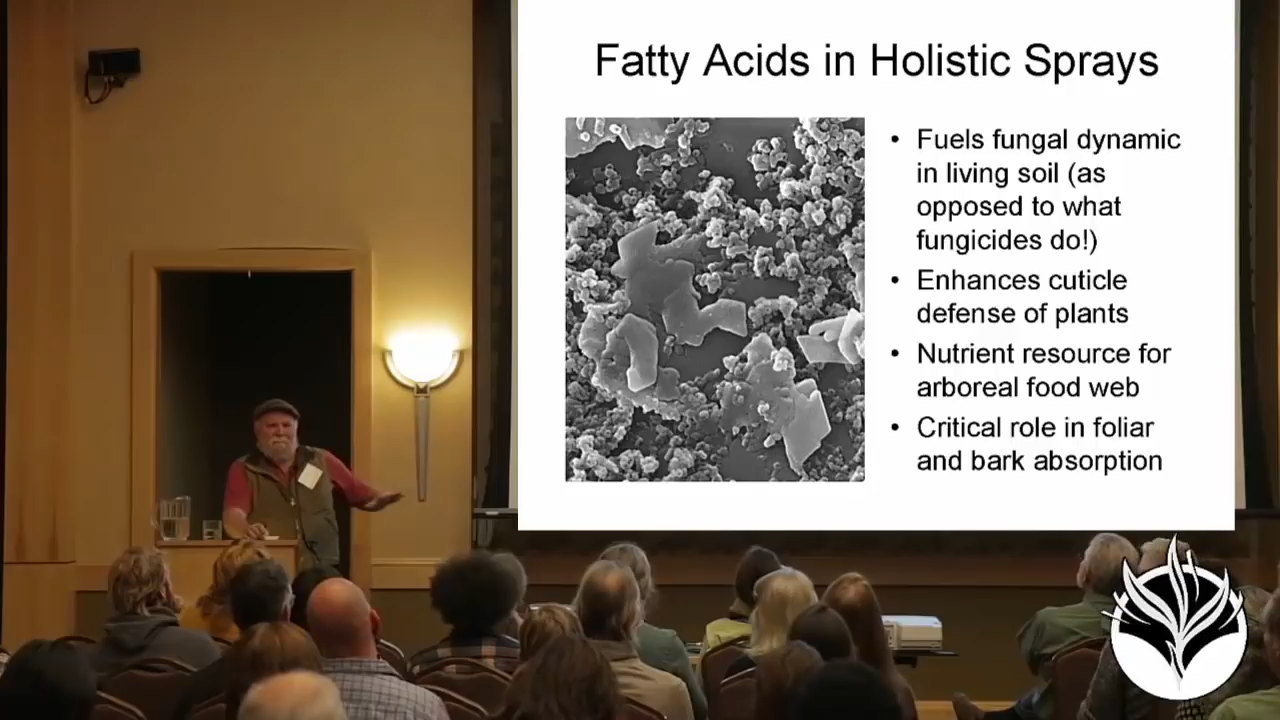 Fatty Acids in Holistic Sprays
• Fuels fungal dynamic
in living soil (as
opposed to what
fungicides do!)
• Enhances cuticle
defense of plants
• Nutrient resource for
arboreal food web
• Critical role in foliar
and bark absorption